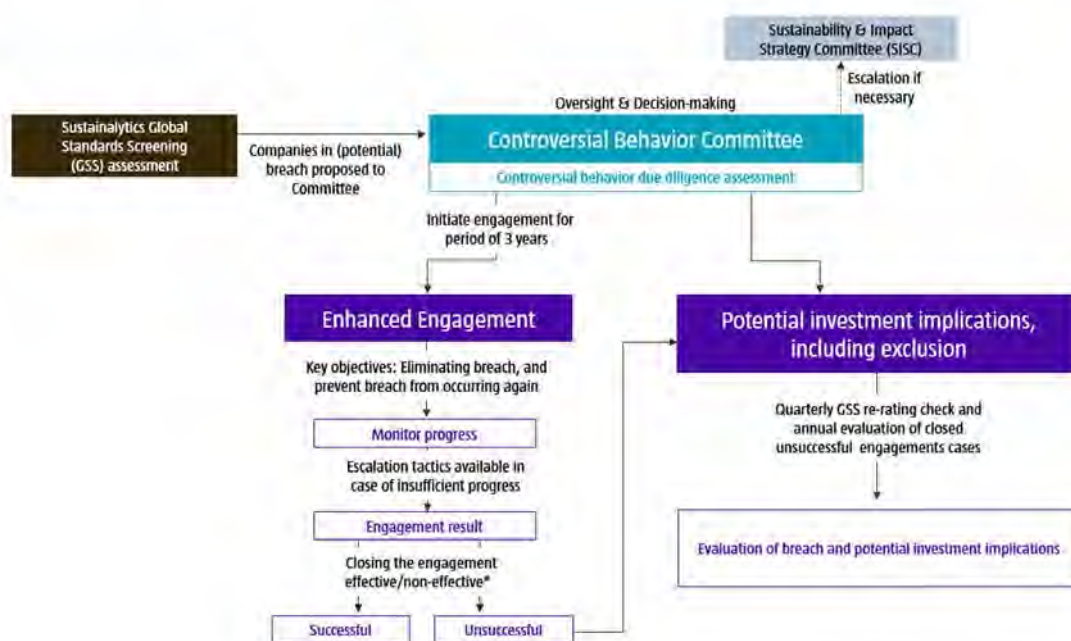 Sustainability & Impact
Strategy Committee (SISC)
Escalation if
necessary
Oversight & Decision-making
Sustainalytics Global
Standards Screening
(GSS) assessment
Companies in (potential)
breach proposed to
Committee
Controversial Behavior Committee
Controversial behavior due diligence assessment
Initiate engagement for
period of 3 years
Enhanced Engagement
Potential investment implications,
including exclusion
Key objectives: Eliminating breach, and
prevent breach from occurring again
Monitor progress
Escalation tactics available in
case of insufficient progress
Engagement result
Closing the engagement
effective/non-effective*
Successful
Unsuccessful
Quarterly GSS re-rating check and
annual evaluation of closed
unsuccessful engagements cases
Evaluation of breach and potential investment implications